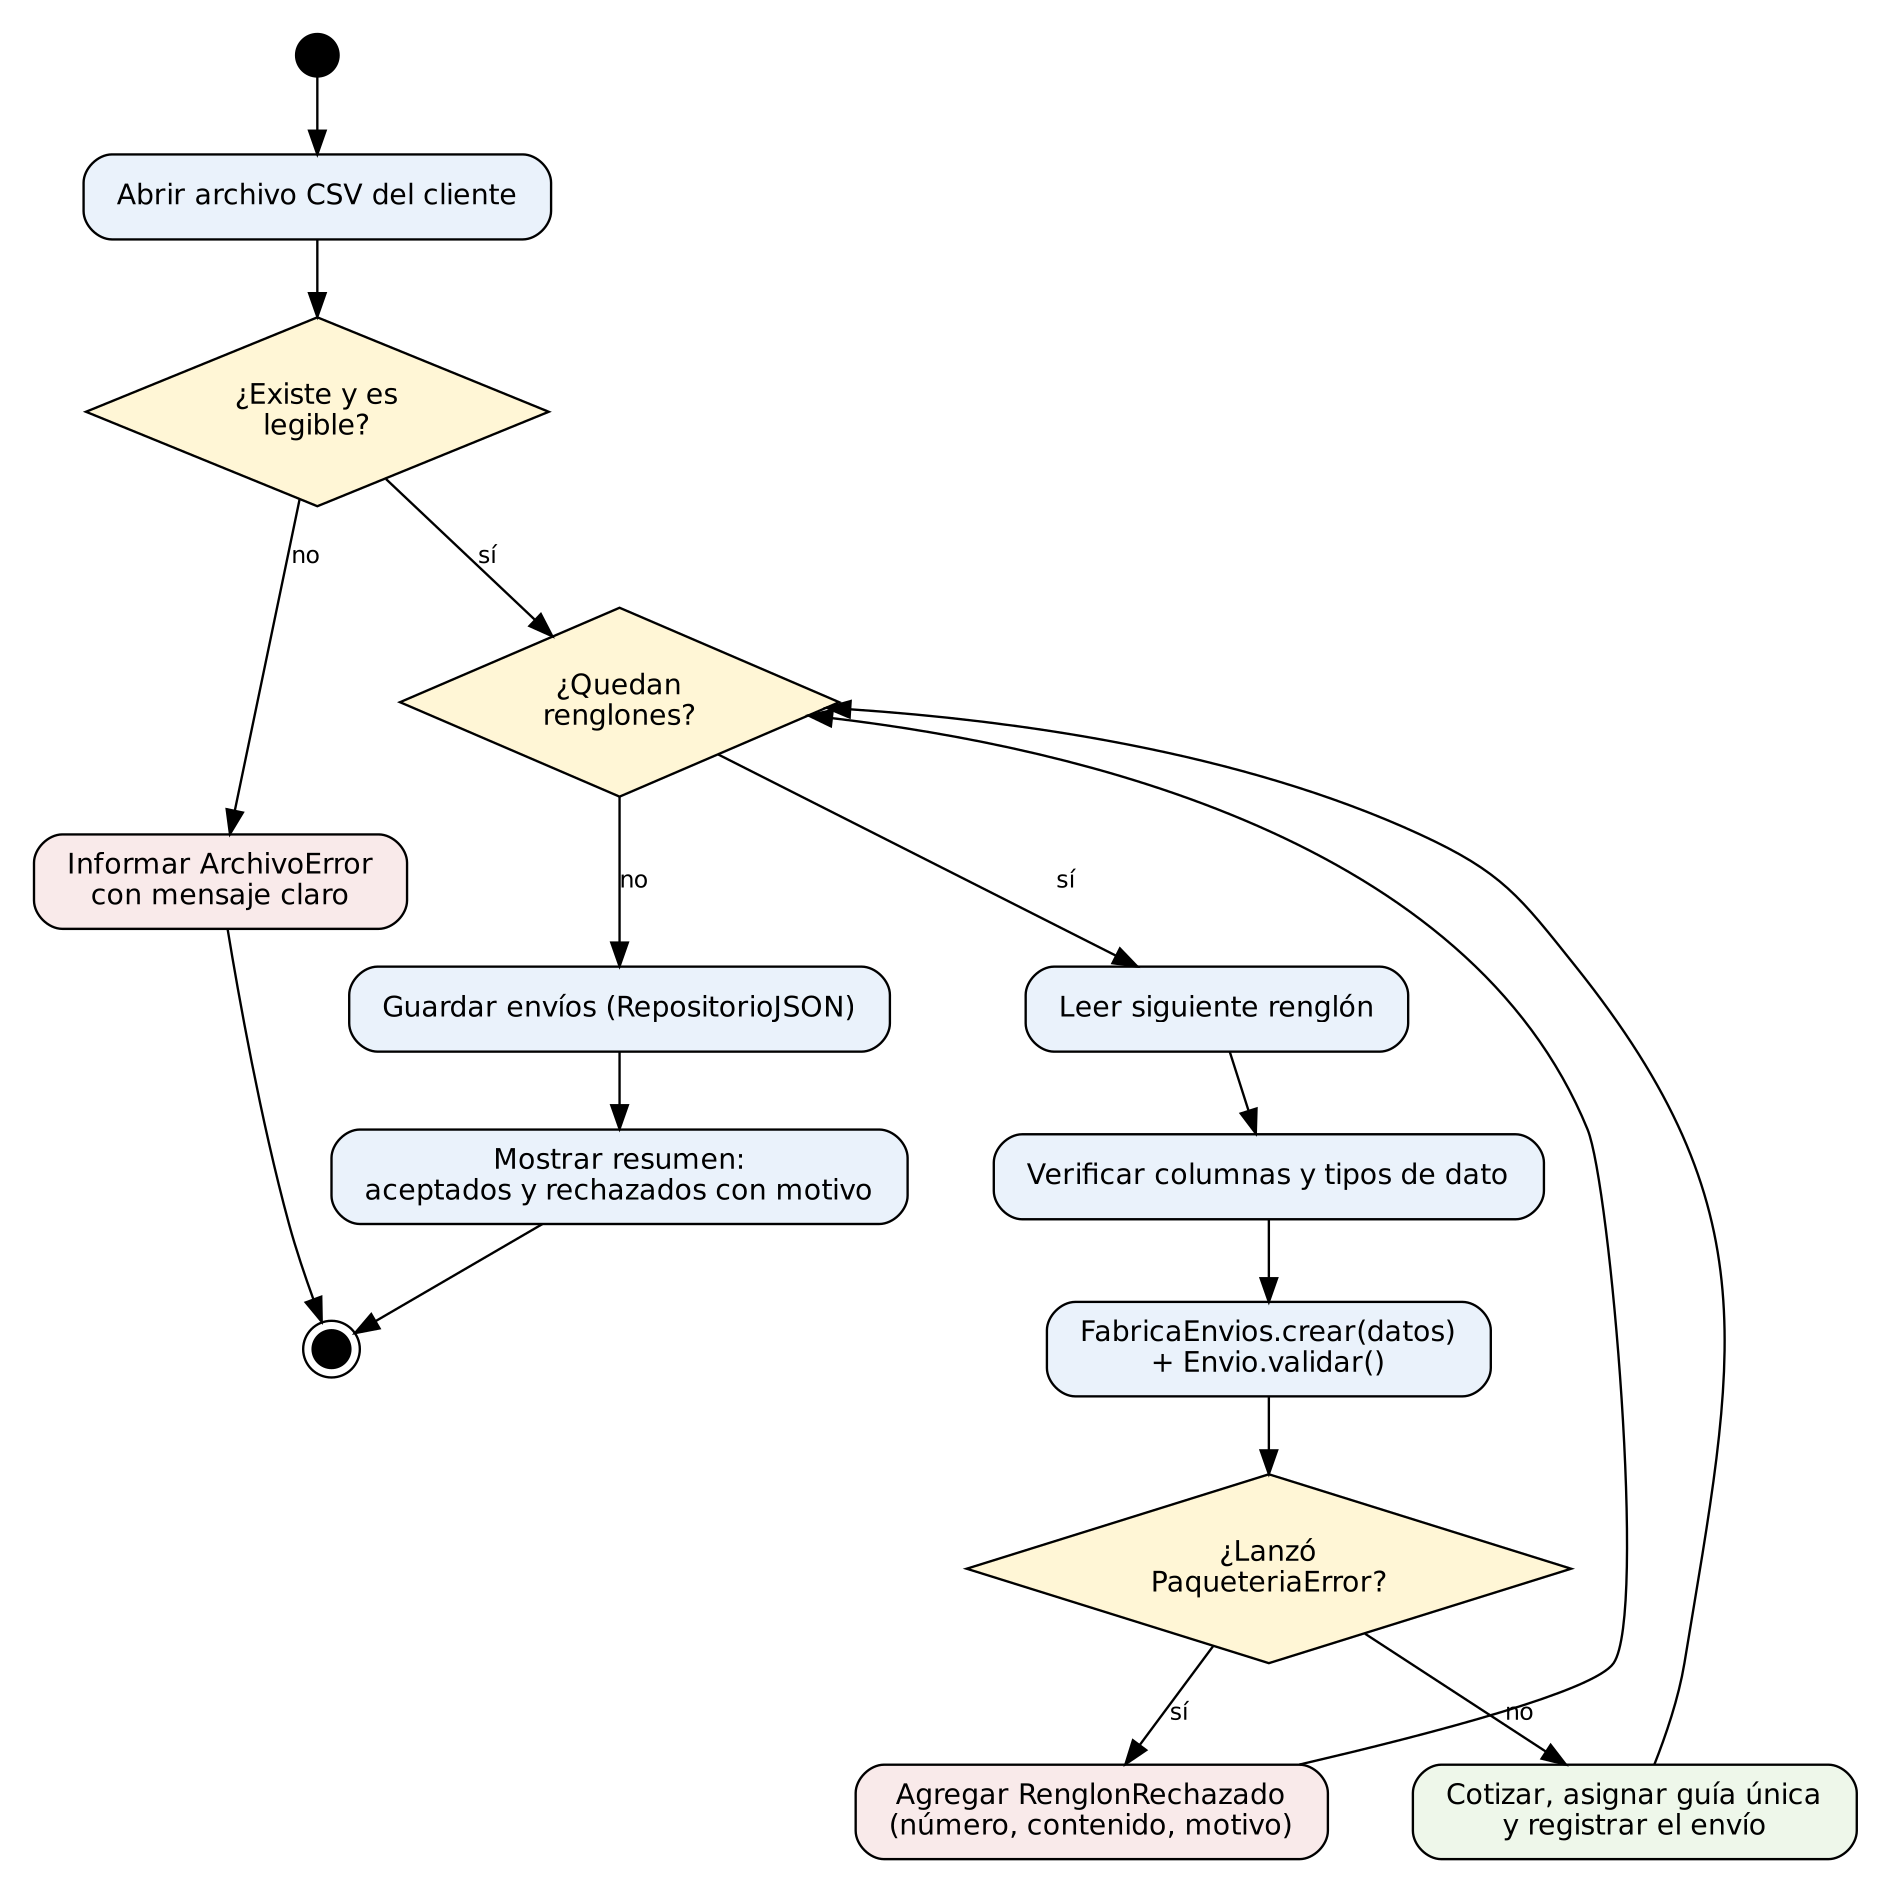 Abrir archivo CSV del cliente
¿Existe y es
legible?
no
sí
¿Quedan
renglones?
Informar ArchivoError
con mensaje claro
no
sí
Guardar envíos (RepositorioJSON)
Leer siguiente renglón
Mostrar resumen:
aceptados y rechazados con motivo
Verificar columnas y tipos de dato
FabricaEnvios.crear(datos)
+ Envio.validar()
¿Lanzó
PaqueteriaError?
sí
no
Agregar RenglonRechazado
(número, contenido, motivo)
Cotizar, asignar guía única
y registrar el envío